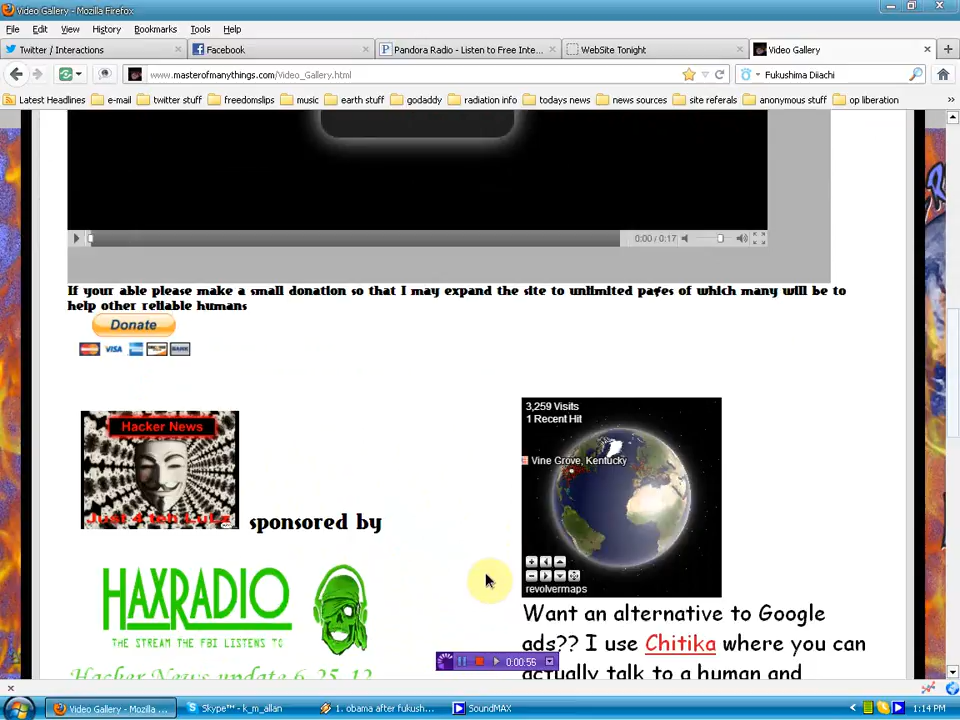 Video Gallery - Mozilla Firefox
File Edit View History Bookmarks Tools Help
Twitter / Interactions
Facebook
Pandora Radio - Listen to Free Inte...
WebSite Tonight
Video Gallery
www.masterofmanythings.com/Video_Gallery.html
Fukushima Diiachi
Latest Headlines e-mail twitter stuff freedomslips music earth stuff godaddy radiation info todays news news sources site referals anonymous stuff op liberation
0:00 / 0:17
If your able please make a small donation so that I may expand the site to unlimited pages of which many will be to
help other reliable humans
Donate
VISA
BANK
Hacker News
Just 4 teh LuLz
sponsored by
HAXRADIO
THE STREAM THE FBI LISTENS TO
Hacker News update 6 25 12
3,259 Visits
1 Recent Hit
Vine Grove, Kentucky
revolvermaps
Want an alternative to Google
ads?? I use Chitika where you can
actually talk to a human and
0:00:56
Video Gallery - Mozilla ...
Skype™ - k_m_allan
1. obama after fukush...
SoundMAX
1:14 PM